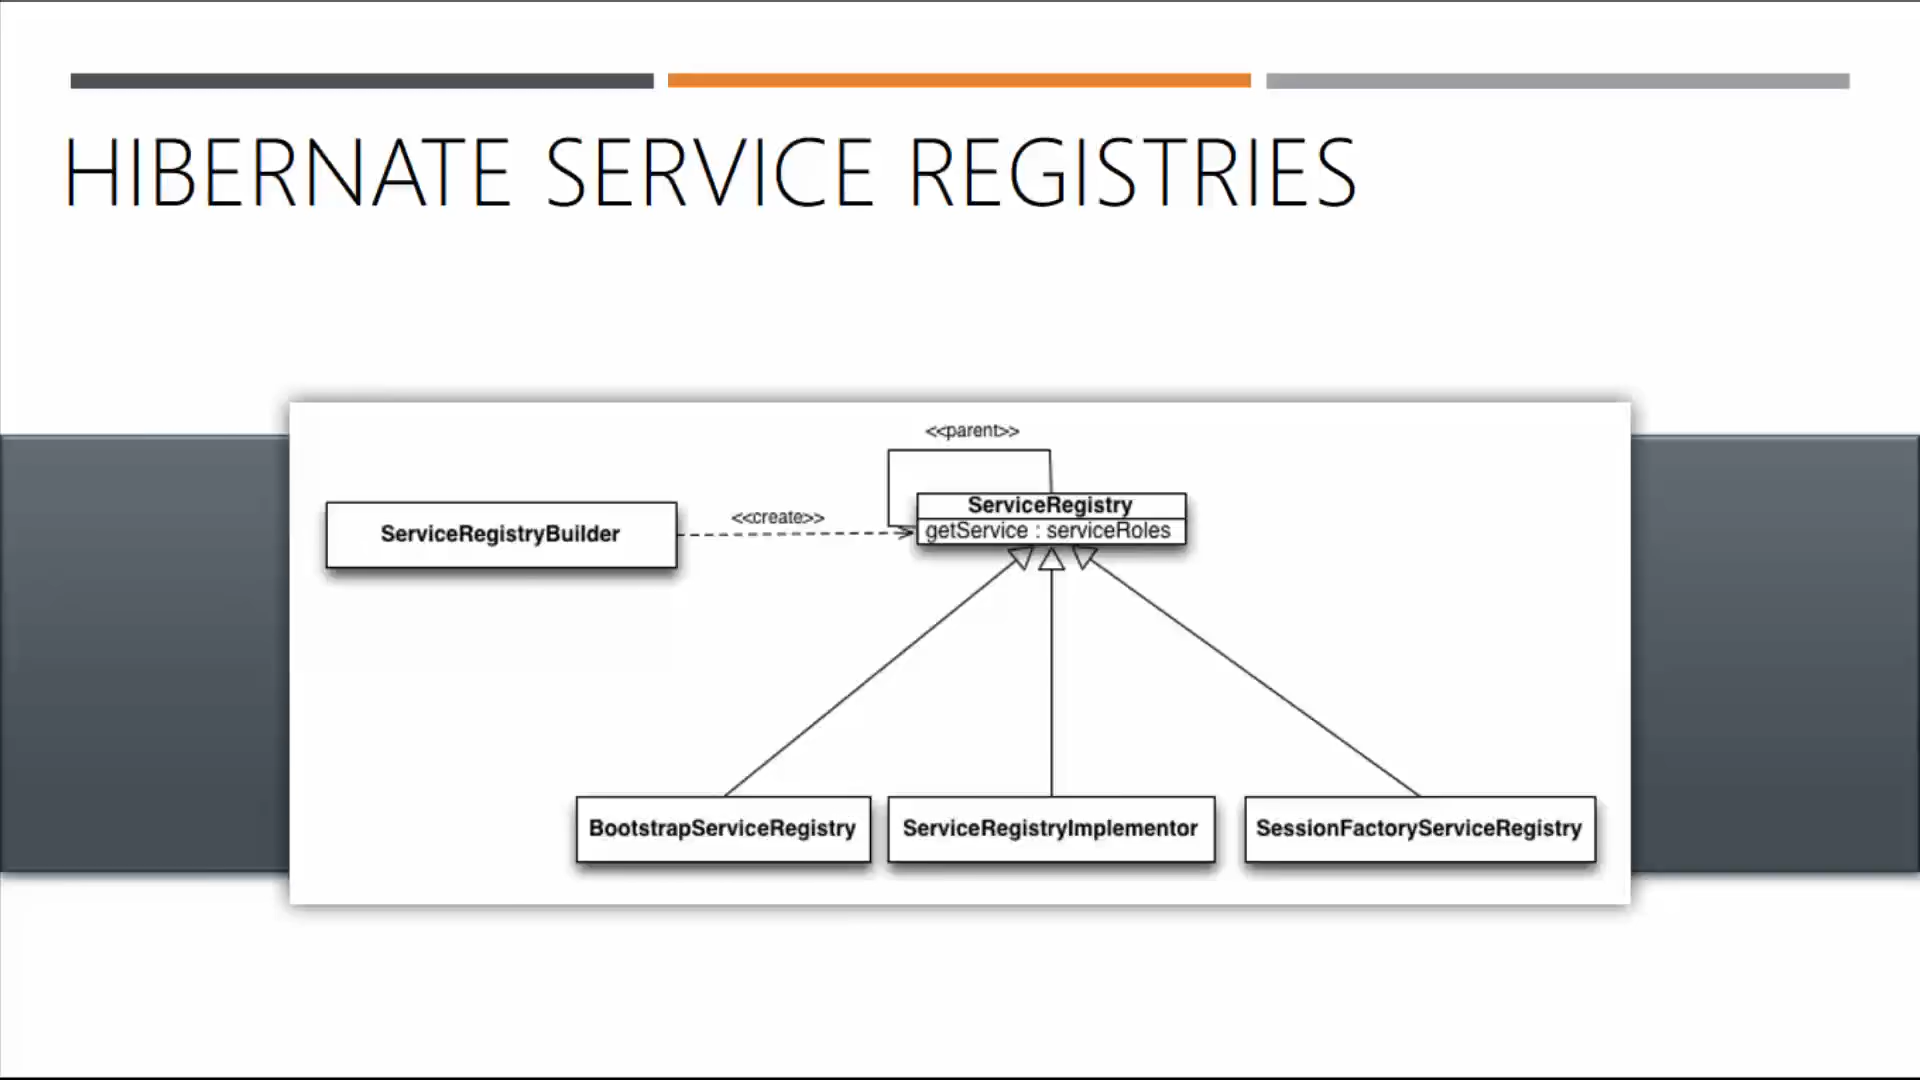 HIBERNATE SERVICE REGISTRIES
<<parent>>
ServiceRegistryBuilder
<<create>>
ServiceRegistry
getService : serviceRoles
BootstrapServiceRegistry
ServiceRegistryImplementor
SessionFactoryServiceRegistry